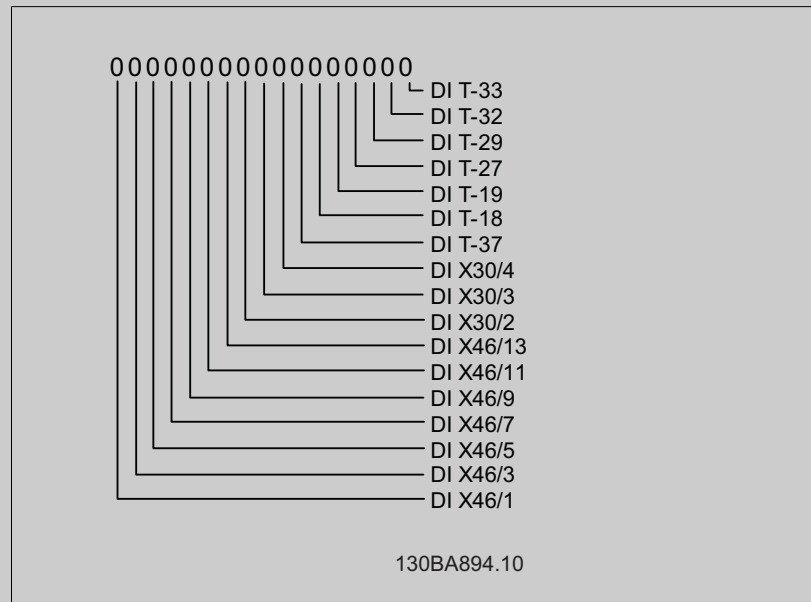 00000000000000000
DI T-33
DI T-32
DI T-29
DI T-27
DI T-19
DI T-18
DI T-37
DI X30/4
DI X30/3
DI X30/2
DI X46/13
DI X46/11
DI X46/9
DI X46/7
DI X46/5
DI X46/3
DI X46/1
130BA894.10